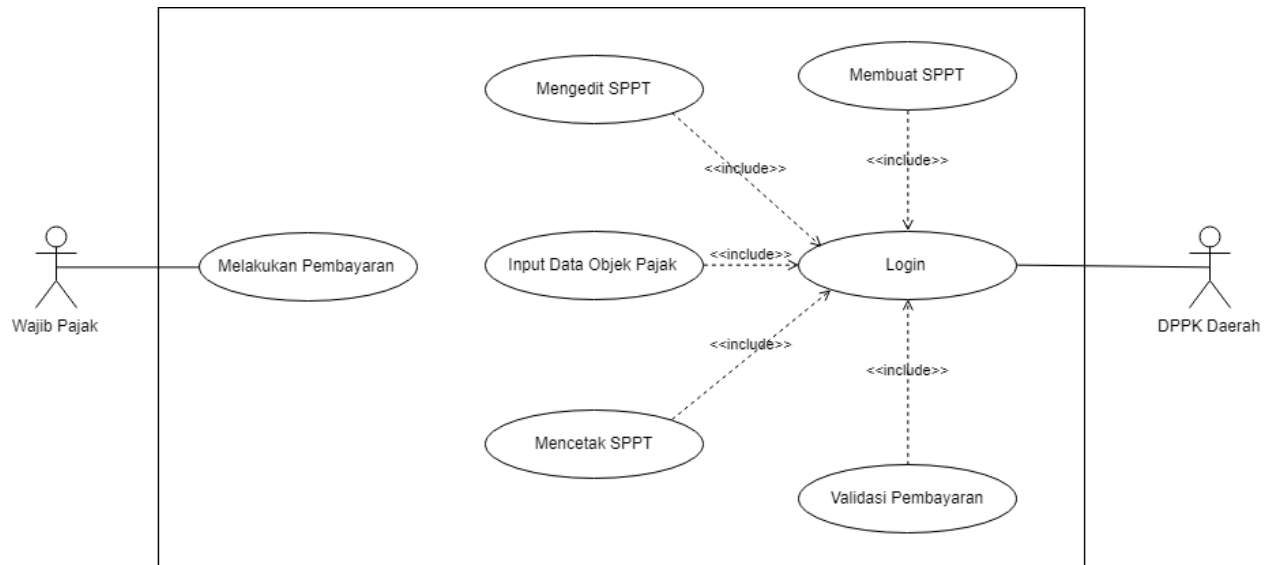 Membuat SPPT
Mengedit SPPT
<<include>>
<<include>>
Melakukan Pembayaran
Input Data Objek Pajak
<<include>>
Login
Wajib Pajak
DPPK Daerah
<<include>>
<<include>>
Mencetak SPPT
Validasi Pembayaran